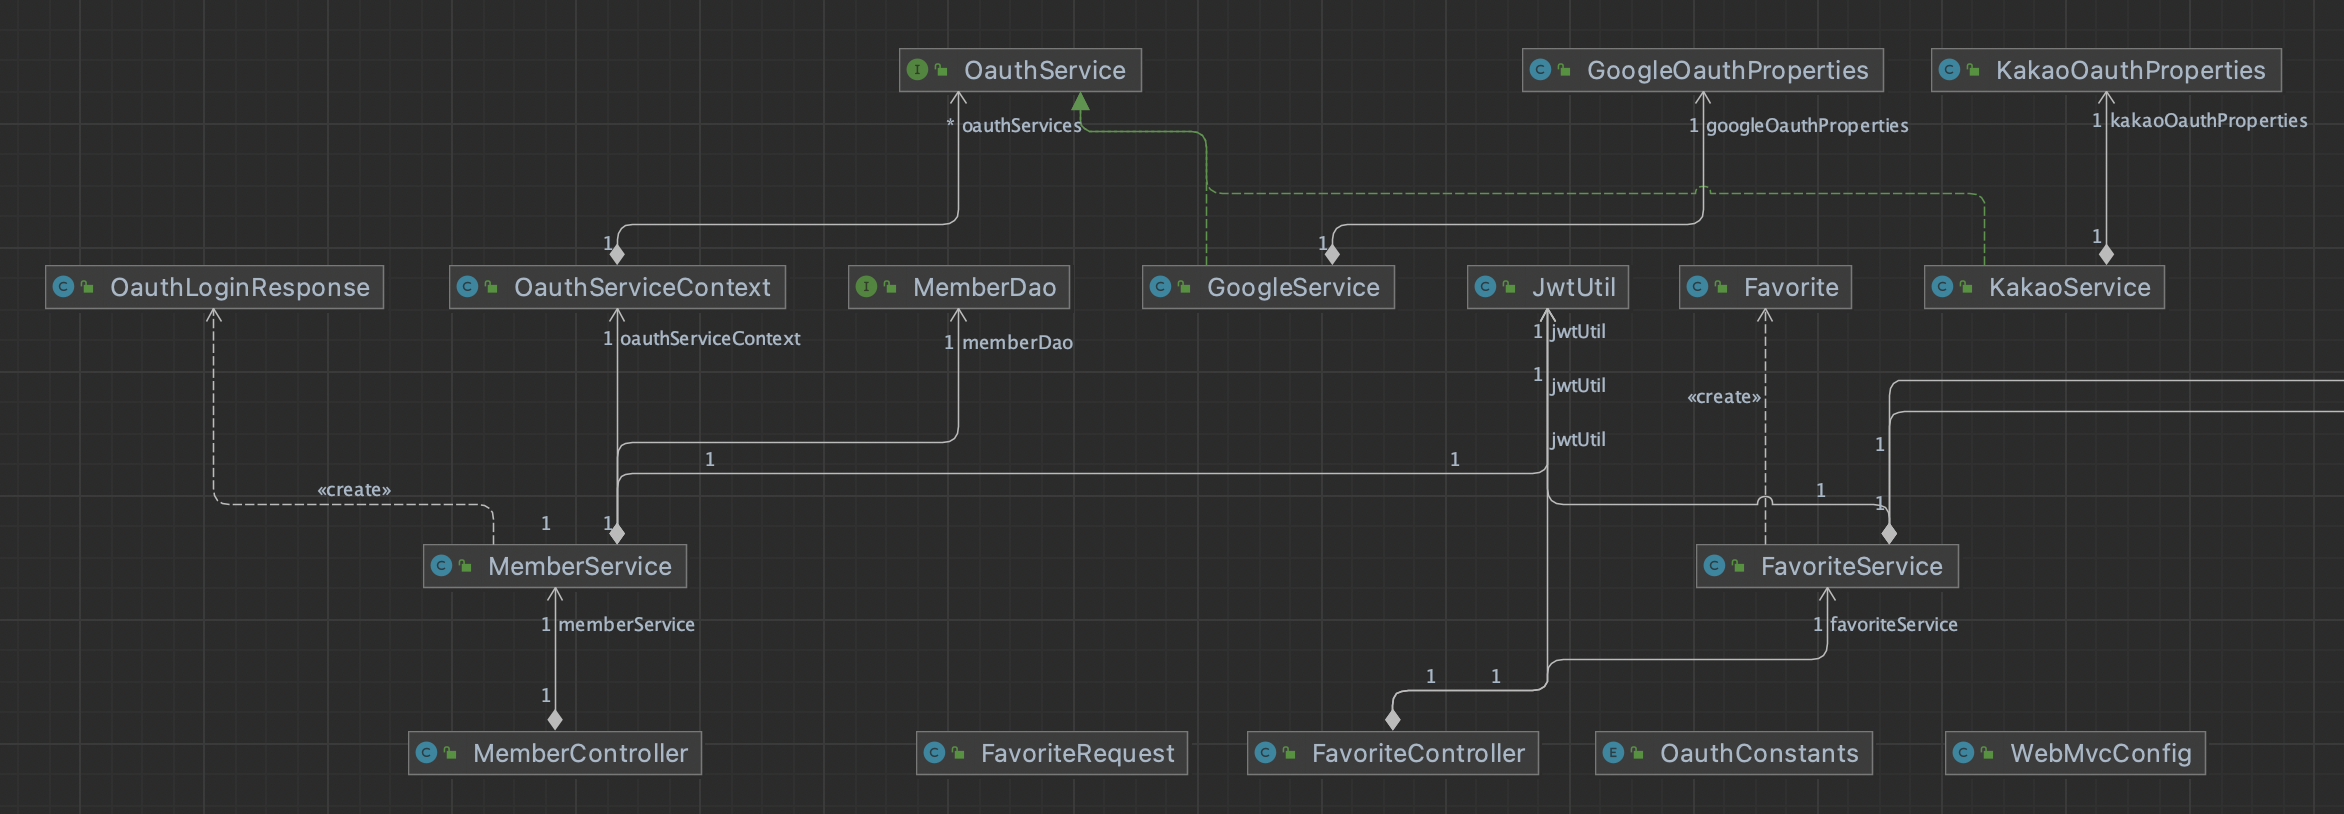 I OauthService
C GoogleOauthProperties
C KakaoOauthProperties
* oauthServices
1 googleOauthProperties
1 kakaoOauthProperties
1
1
1
C OauthLoginResponse
C OauthServiceContext
I MemberDao
C GoogleService
C JwtUtil
C Favorite
C KakaoService
1 oauthServiceContext
1 memberDao
1 jwtUtil
1 jwtUtil
«create»
jwtUtil
1
1
1
«create»
1
1
1
1
C MemberService
C FavoriteService
1 memberService
1 favoriteService
1
1
1
C MemberController
C FavoriteRequest
C FavoriteController
E OauthConstants
C WebMvcConfig